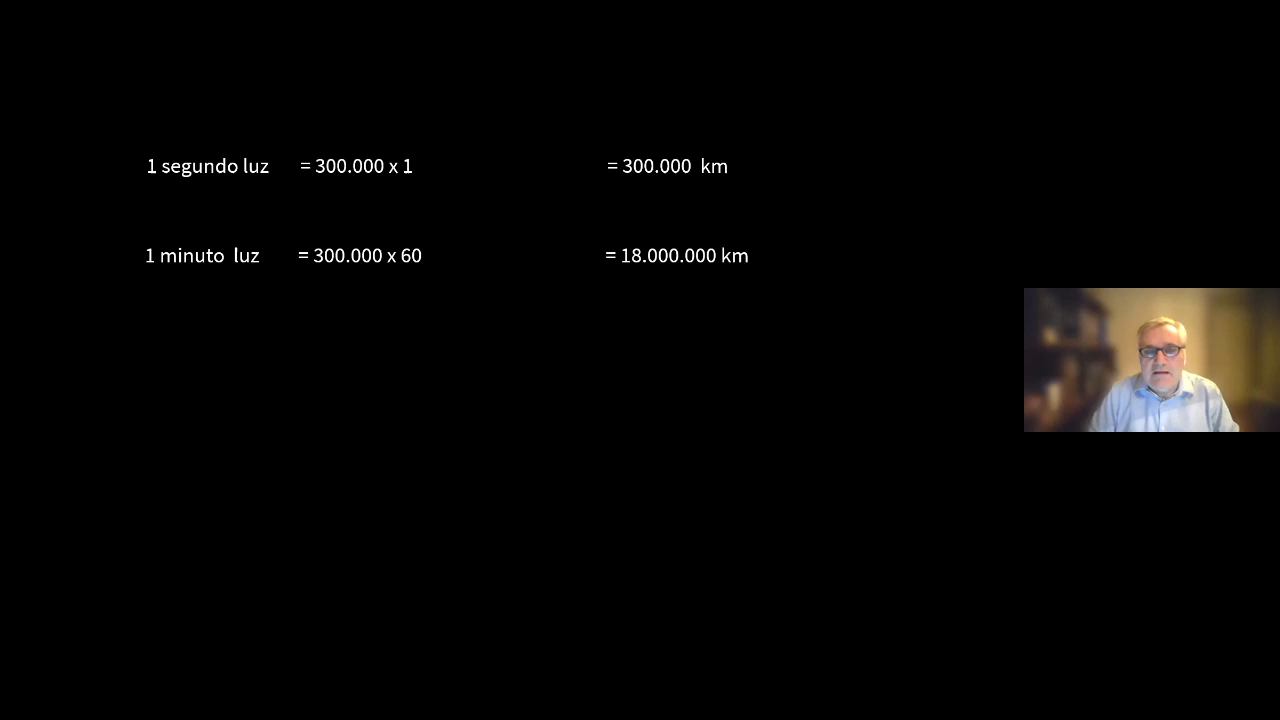 1 segundo luz = 300.000 x 1 = 300.000 km
1 minuto luz = 300.000 x 60 = 18.000.000 km